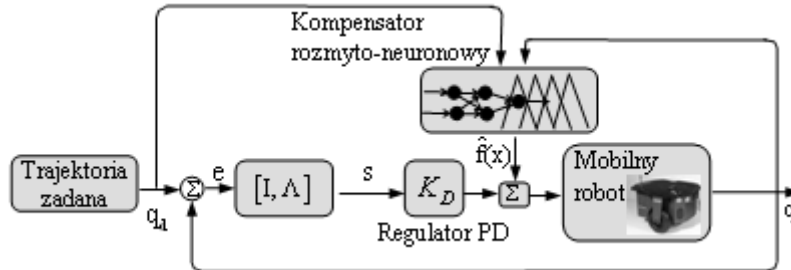 Kompensator
rozmyto-neuronowy
f̂(x)
Trajektoria
zadana
q_d
Σ
e
[I, Λ]
s
K_D
Regulator PD
Σ
Mobilny
robot
q